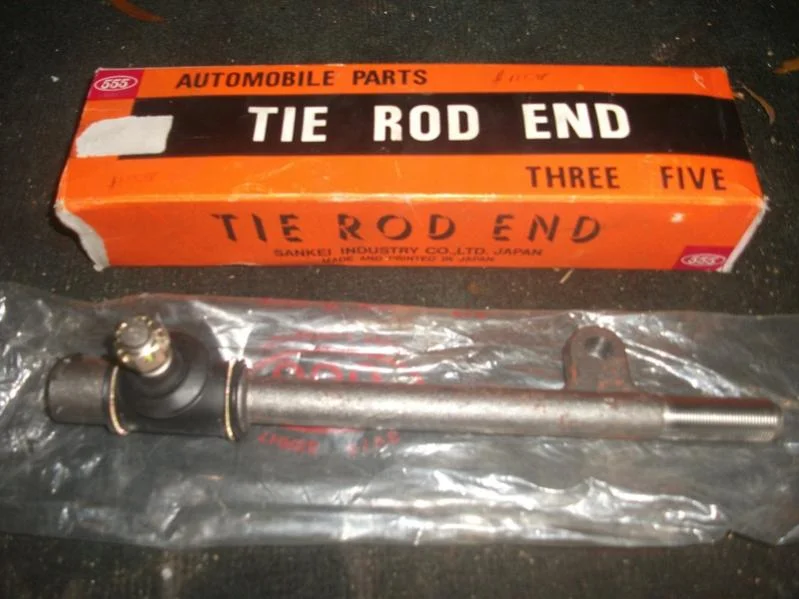 555
AUTOMOBILE PARTS
TIE ROD END
THREE FIVE
TIE ROD END
SANKEI INDUSTRY CO.,LTD. JAPAN
MADE AND PRINTED IN JAPAN
555